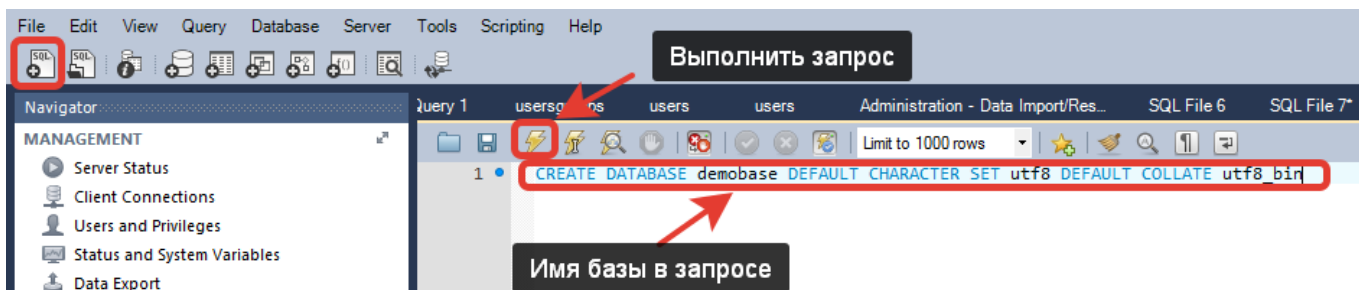 File Edit View Query Database Server Tools Scripting Help
SQL SQL
Выполнить запрос
Navigator
Query 1 users users Administration - Data Import/Res... SQL File 6 SQL File 7*
MANAGEMENT
Limit to 1000 rows
Server Status
1 CREATE DATABASE demobase DEFAULT CHARACTER SET utf8 DEFAULT COLLATE utf8_bin
Client Connections
Users and Privileges
Status and System Variables
Имя базы в запросе
Data Export